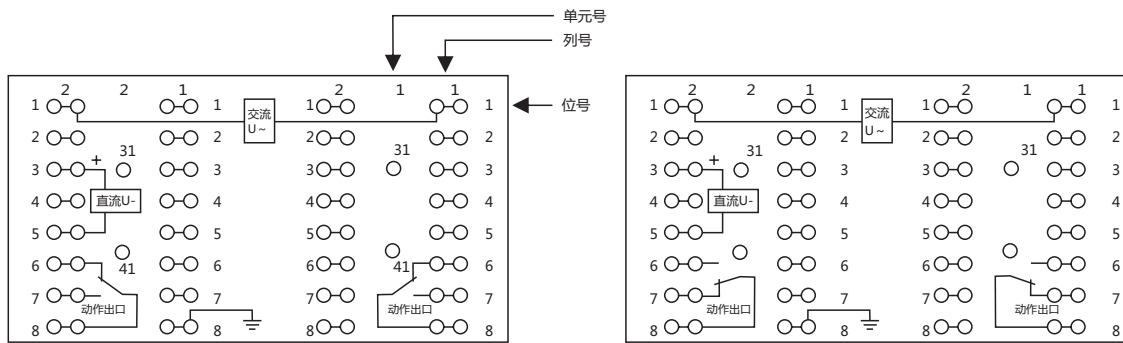 单元号
列号
位号
2 2 1 2 1 1
1 1 交流 1 1
U~
2 2 2 2
+ 31 31
3 3 3 3
4 直流U- 4 4 4
5 5 5 5
6 41 6 6 41 6
7 动作出口 7 7 动作出口 7
8 8 8 8
2 2 1 2 1 1
1 1 交流 1 1
U~
2 2 2 2
+ 31 31
3 3 3 3
4 直流U- 4 4 4
5 5 5 5
6 6 6 6
7 动作出口 7 7 动作出口 7
8 8 8 8